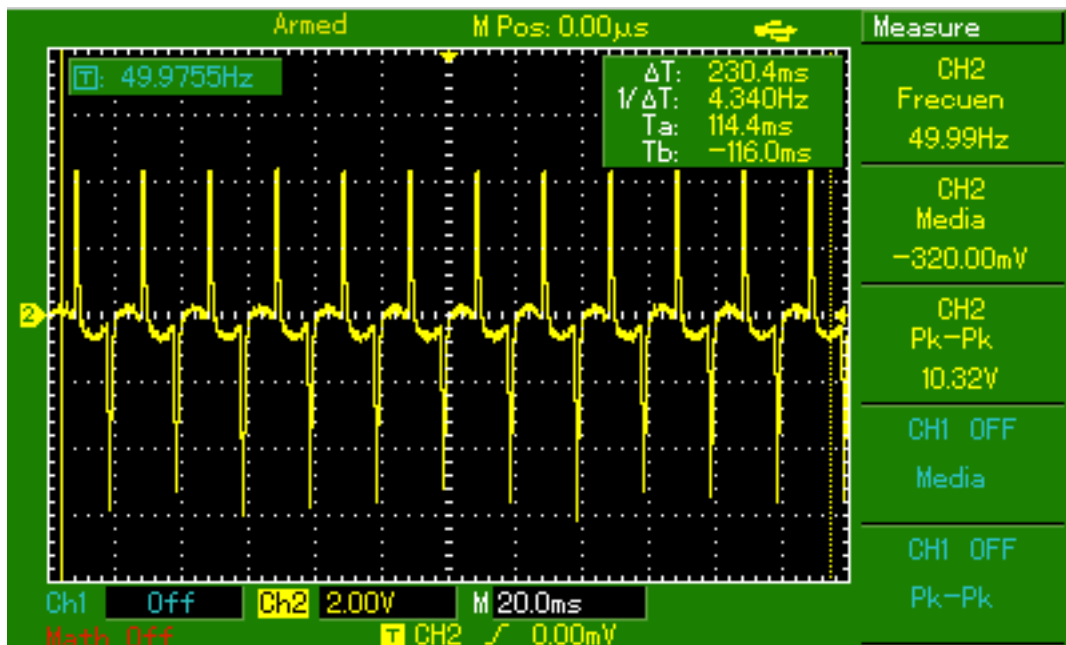 Armed M Pos: 0.00µs Measure
T: 49.9755Hz
ΔT: 230.4ms
1/ΔT: 4.340Hz
Ta: 114.4ms
Tb: -116.0ms
CH2
Frecuen
49.99Hz
CH2
Media
-320.00mV
2
CH2
Pk-Pk
10.32V
CH1 OFF
Media
CH1 OFF
Pk-Pk
Ch1 Off Ch2 2.00V M 20.0ms
Math Off T CH2 0.00mV